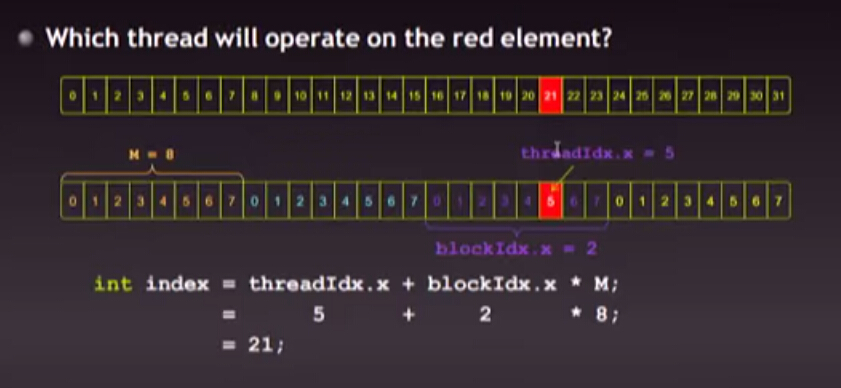 Which thread will operate on the red element?
0 1 2 3 4 5 6 7 8 9 10 11 12 13 14 15 16 17 18 19 20 21 22 23 24 25 26 27 28 29 30 31
M = 8
threadIdx.x = 5
0 1 2 3 4 5 6 7 0 1 2 3 4 5 6 7 0 1 2 3 4 5 6 7 0 1 2 3 4 5 6 7
blockIdx.x = 2
int index = threadIdx.x + blockIdx.x * M;
= 5 + 2 * 8;
= 21;